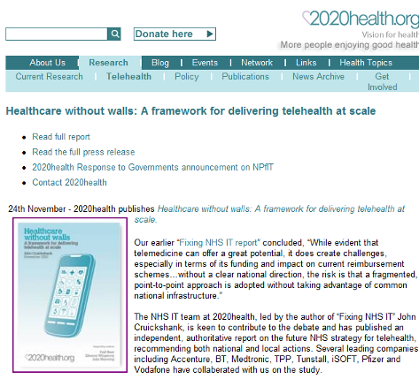 2020health.org
Vision for health
More people enjoying good health
Donate here
About Us | Research | Blog | Events | Network | Links | Health Topics
Current Research | Telehealth | Policy | Publications | News Archive | Get Involved
Healthcare without walls: A framework for delivering telehealth at scale
Read full report
Read the full press release
2020health Response to Governments announcement on NPfIT
Contact 2020health
24th November - 2020health publishes Healthcare without walls: A framework for delivering telehealth at
scale.
Healthcare
without walls
A framework for delivering
telehealth at scale
2020health.org
Our earlier "Fixing NHS IT report" concluded, "While evident that
telemedicine can offer a great potential, it does create challenges,
especially in terms of its funding and impact on current reimbursement
schemes…without a clear national direction, the risk is that a fragmented,
point-to-point approach is adopted without taking advantage of common
national infrastructure."
The NHS IT team at 2020health, led by the author of "Fixing NHS IT" John
Cruickshank, is keen to contribute to the debate and has published an
independent, authoritative report on the future NHS strategy for telehealth,
recommending both national and local actions. Several leading companies
including Accenture, BT, Medtronic, TPP, Tunstall, iSOFT, Pfizer and
Vodafone have collaberated with us on the study.